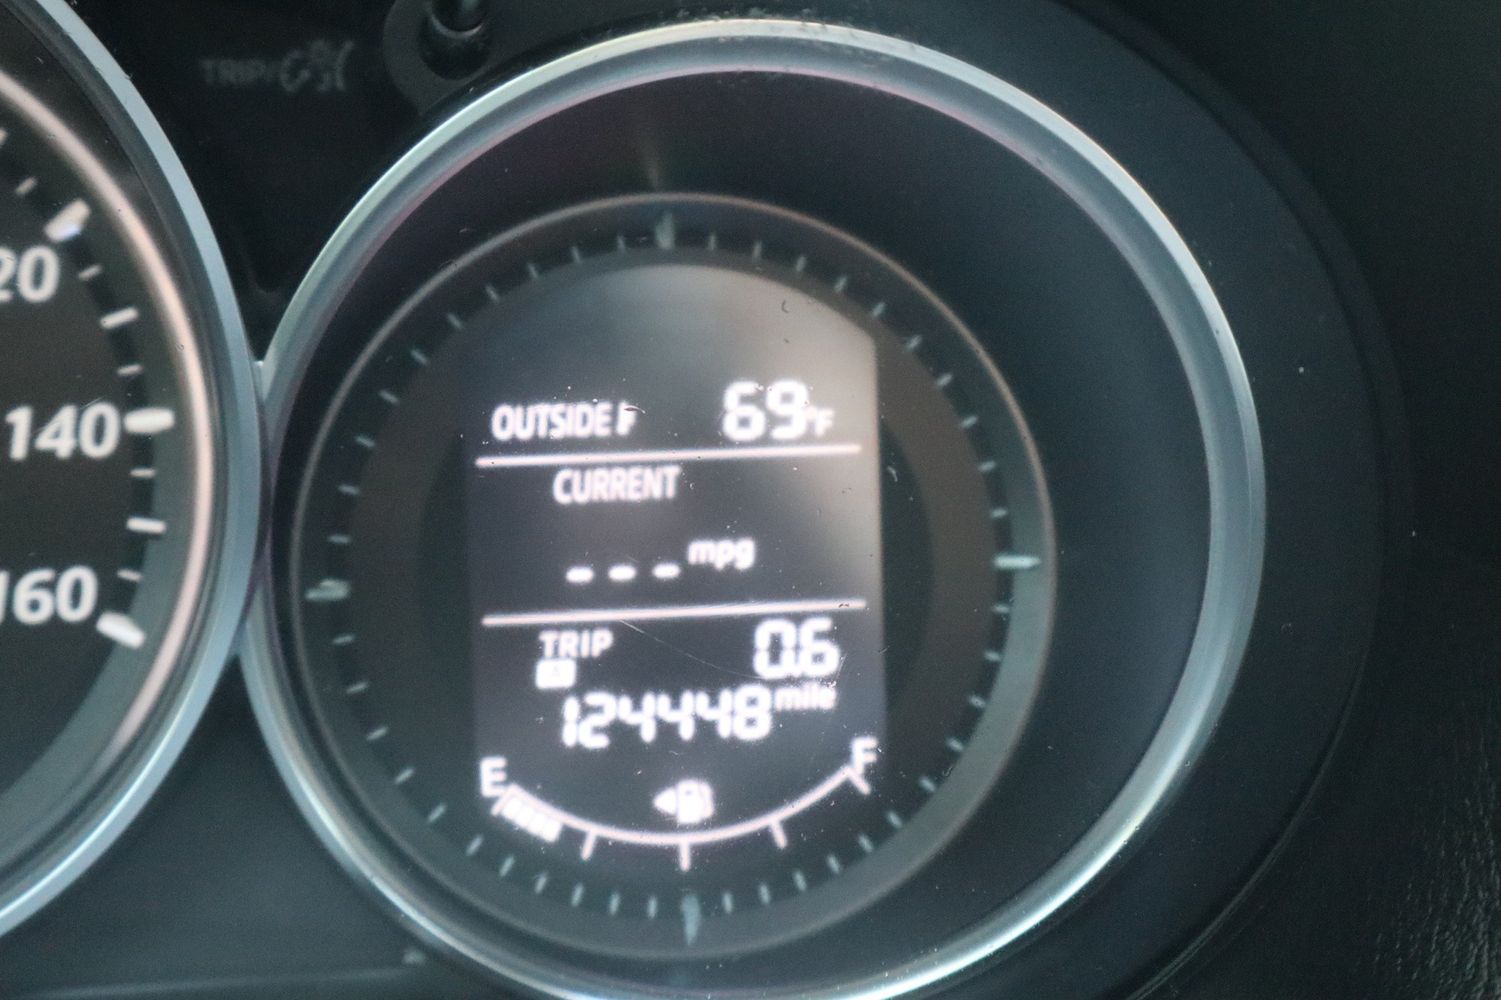 TRIP/
20
140
160
OUTSIDE 69°F
CURRENT
--- mpg
TRIP 0.6
A
124448 mile
E F